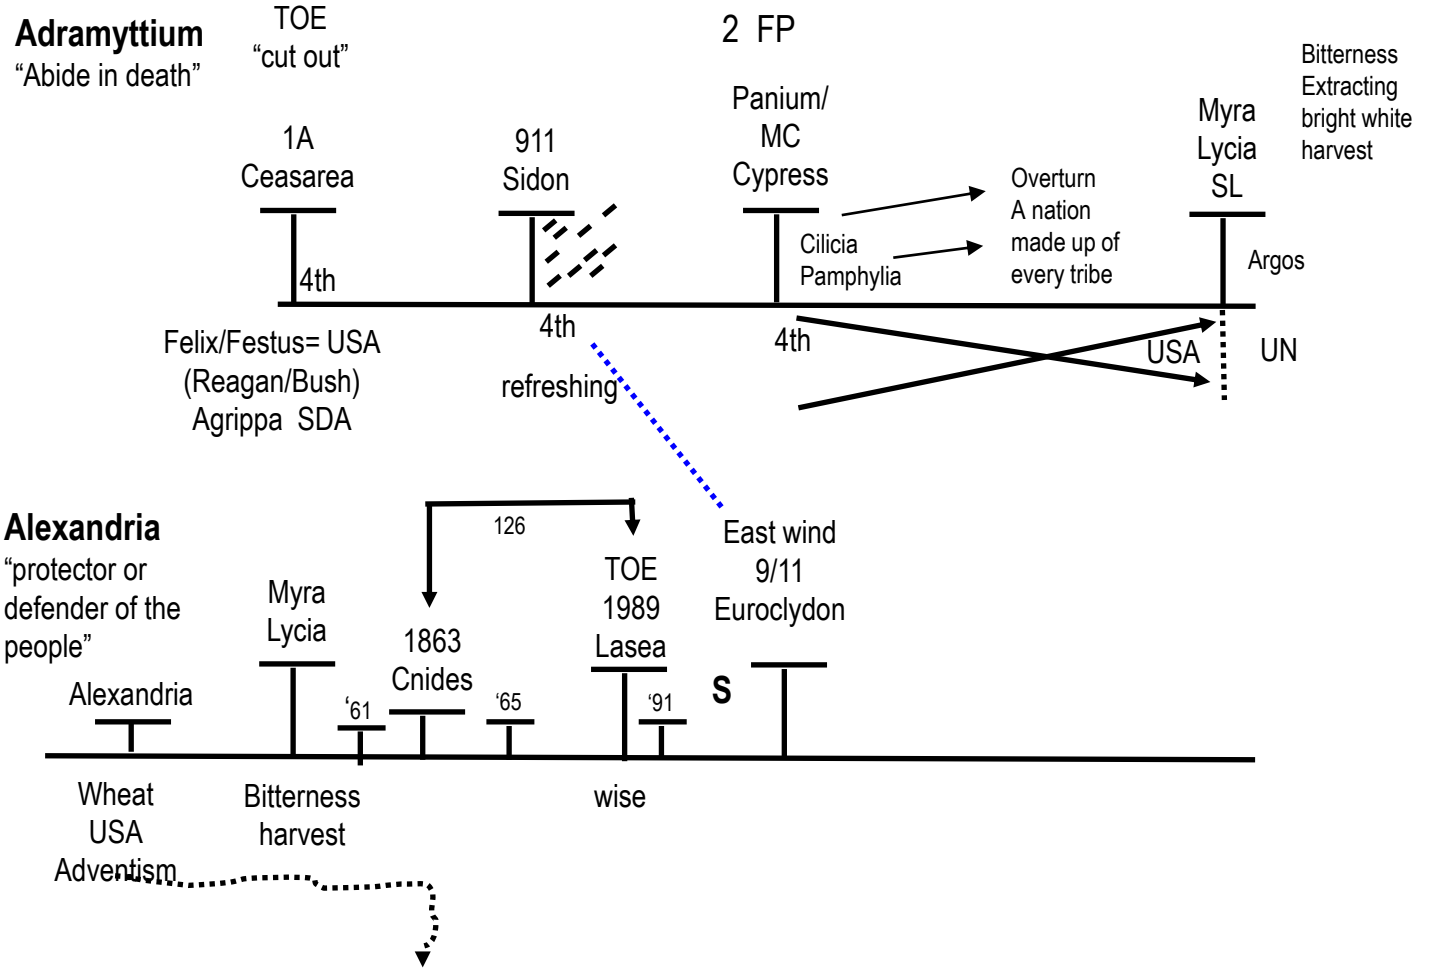 Adramyttium
“Abide in death”
TOE
“cut out”
2 FP
Bitterness
Extracting
bright white
harvest
1A
Ceasarea
911
Sidon
Panium/
MC
Cypress
Myra
Lycia
SL
Overturn
A nation
made up of
every tribe
Cilicia
Pamphylia
Argos
4th
4th
4th
USA
UN
Felix/Festus= USA
(Reagan/Bush)
Agrippa SDA
refreshing
Alexandria
“protector or
defender of the
people”
126
Alexandria
Myra
Lycia
‘61
1863
Cnides
‘65
TOE
1989
Lasea
‘91
S
East wind
9/11
Euroclydon
Wheat
USA
Adventism
Bitterness
harvest
wise